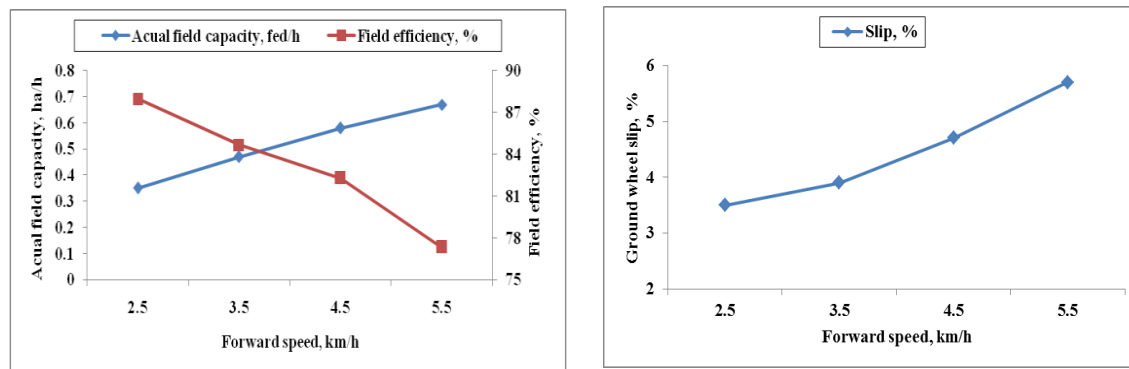 Acual field capacity, fed/h
Field efficiency, %
Acual field capacity, ha/h
0.8
0.7
0.6
0.5
0.4
0.3
0.2
0.1
0
90
87
84
81
78
75
Field efficiency, %
2.5 3.5 4.5 5.5
Forward speed, km/h
Slip, %
Ground wheel slip, %
6
5
4
3
2
2.5 3.5 4.5 5.5
Forward speed, km/h